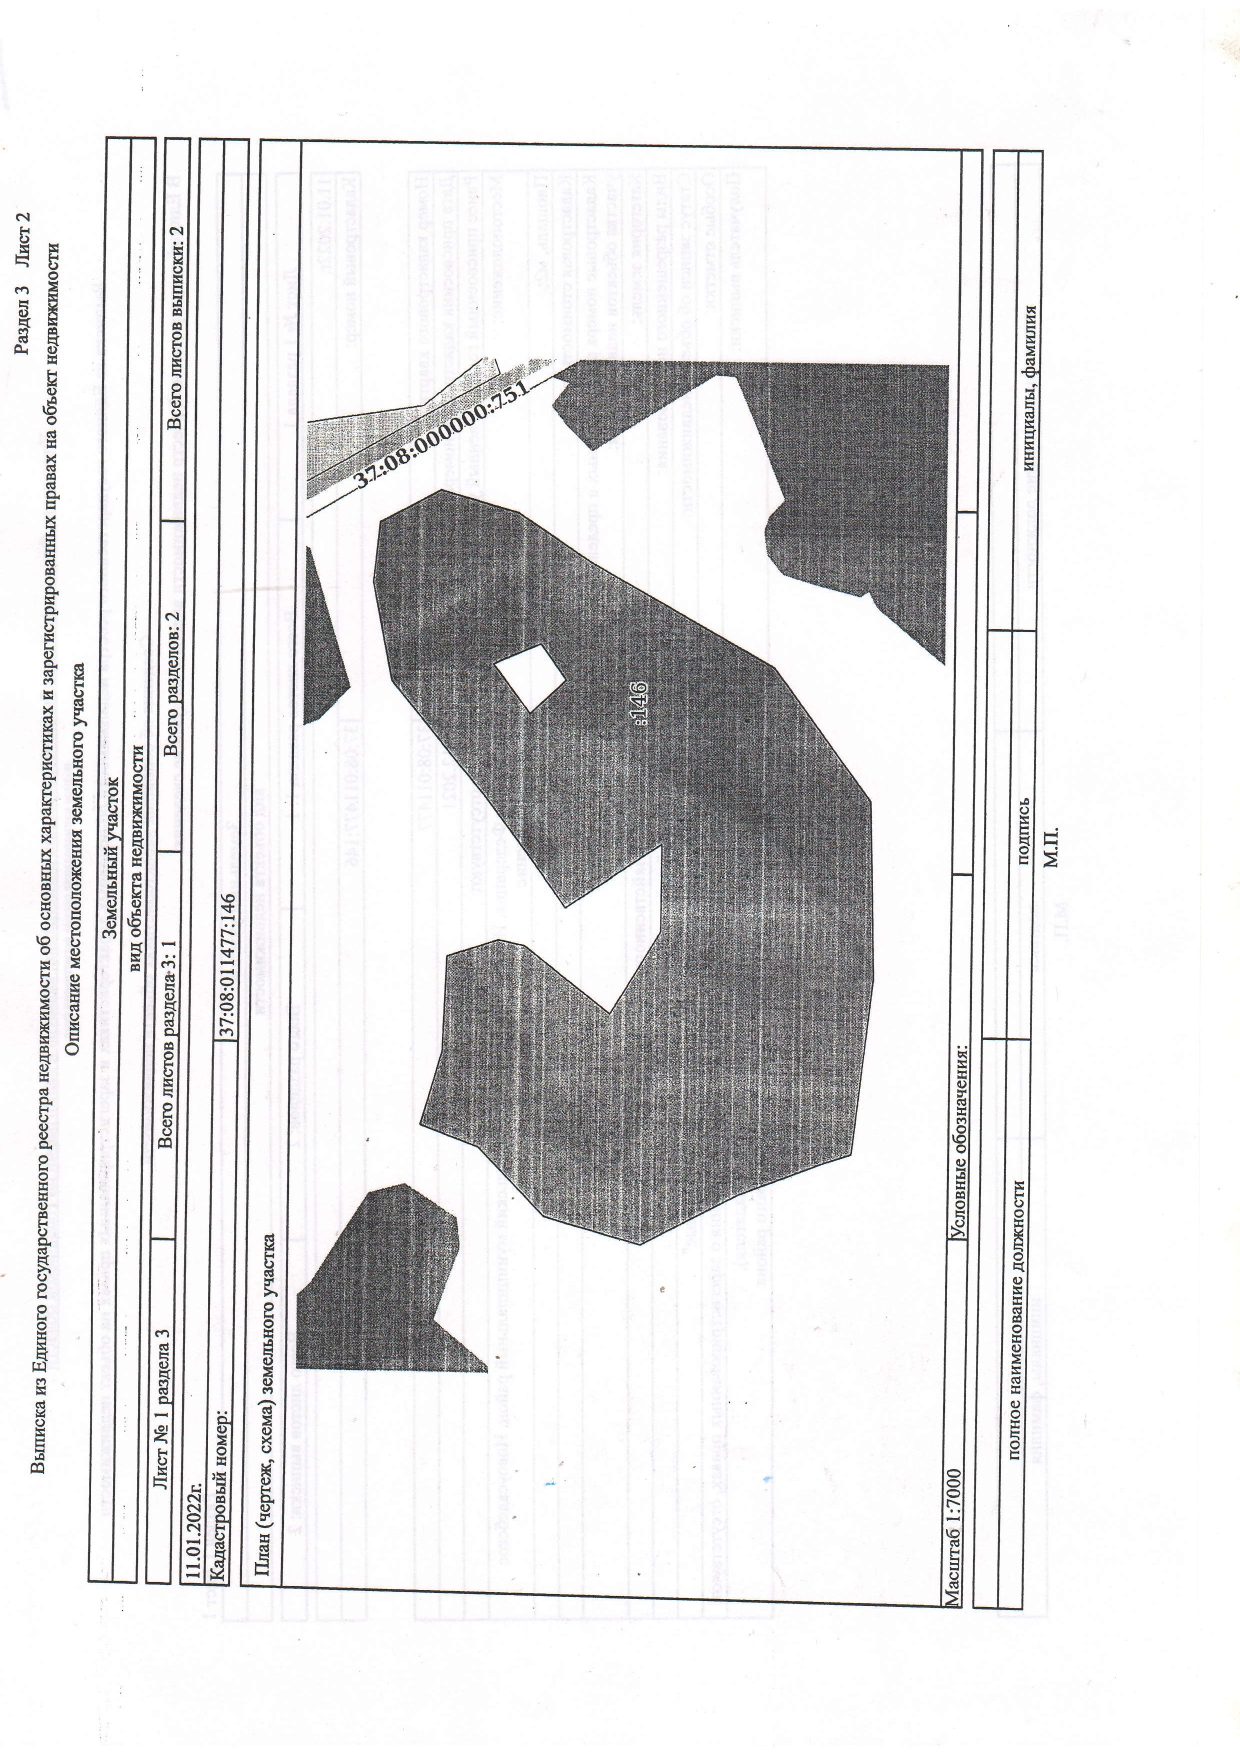 Раздел 3 Лист 2
Выписка из Единого государственного реестра недвижимости об основных характеристиках и зарегистрированных правах на объект недвижимости
Описание местоположения земельного участка
Земельный участок
вид объекта недвижимости
Лист № 1 раздела 3 Всего листов раздела 3: 1 Всего разделов: 2 Всего листов выписки: 2
11.01.2022г.
Кадастровый номер: 37:08:011477:146
План (чертеж, схема) земельного участка
37:08:000000:751
:146
Масштаб 1:7000 Условные обозначения:
полное наименование должности подпись инициалы, фамилия
М.П.